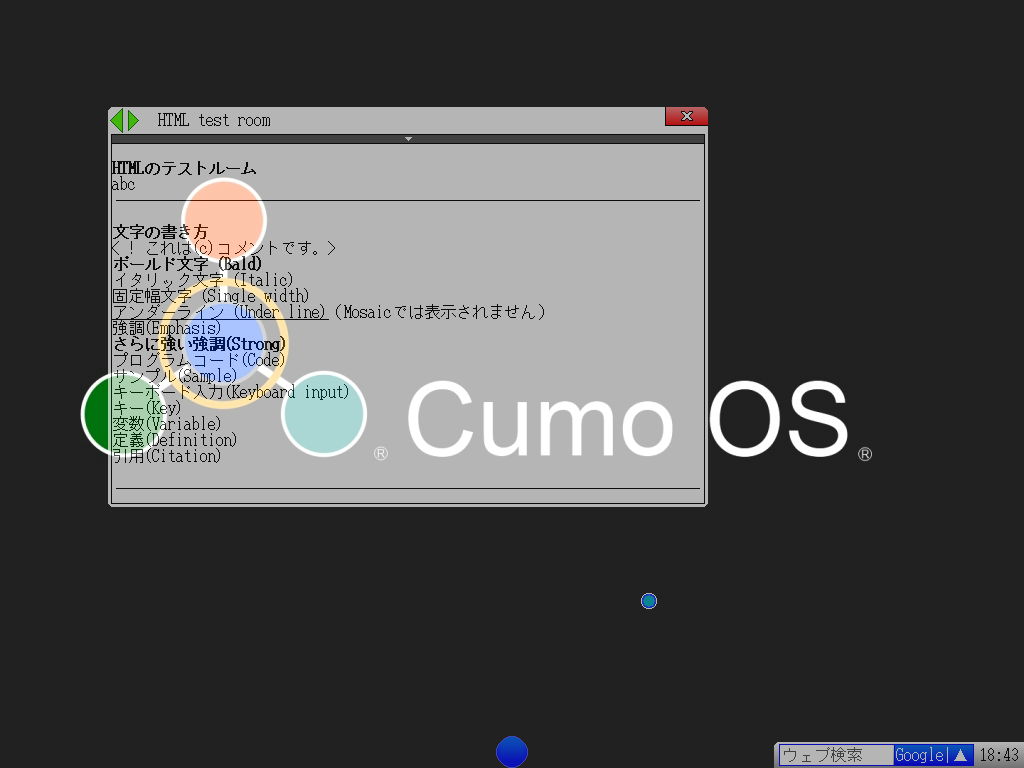 HTML test room
HTMLのテストルーム
abc
文字の書き方
< ! これは(c)コメントです。>
ボールド文字 (Bald)
イタリック文字 (Italic)
固定幅文字 (Single width)
アンダーライン (Under line) (Mosaicでは表示されません)
強調(Emphasis)
さらに強い強調(Strong)
プログラムコード(Code)
サンプル(Sample)
キーボード入力(Keyboard input)
キー(Key)
変数(Variable)
定義(Definition)
引用(Citation)
® Cumo OS ®
ウェブ検索 Google|▲ 18:43